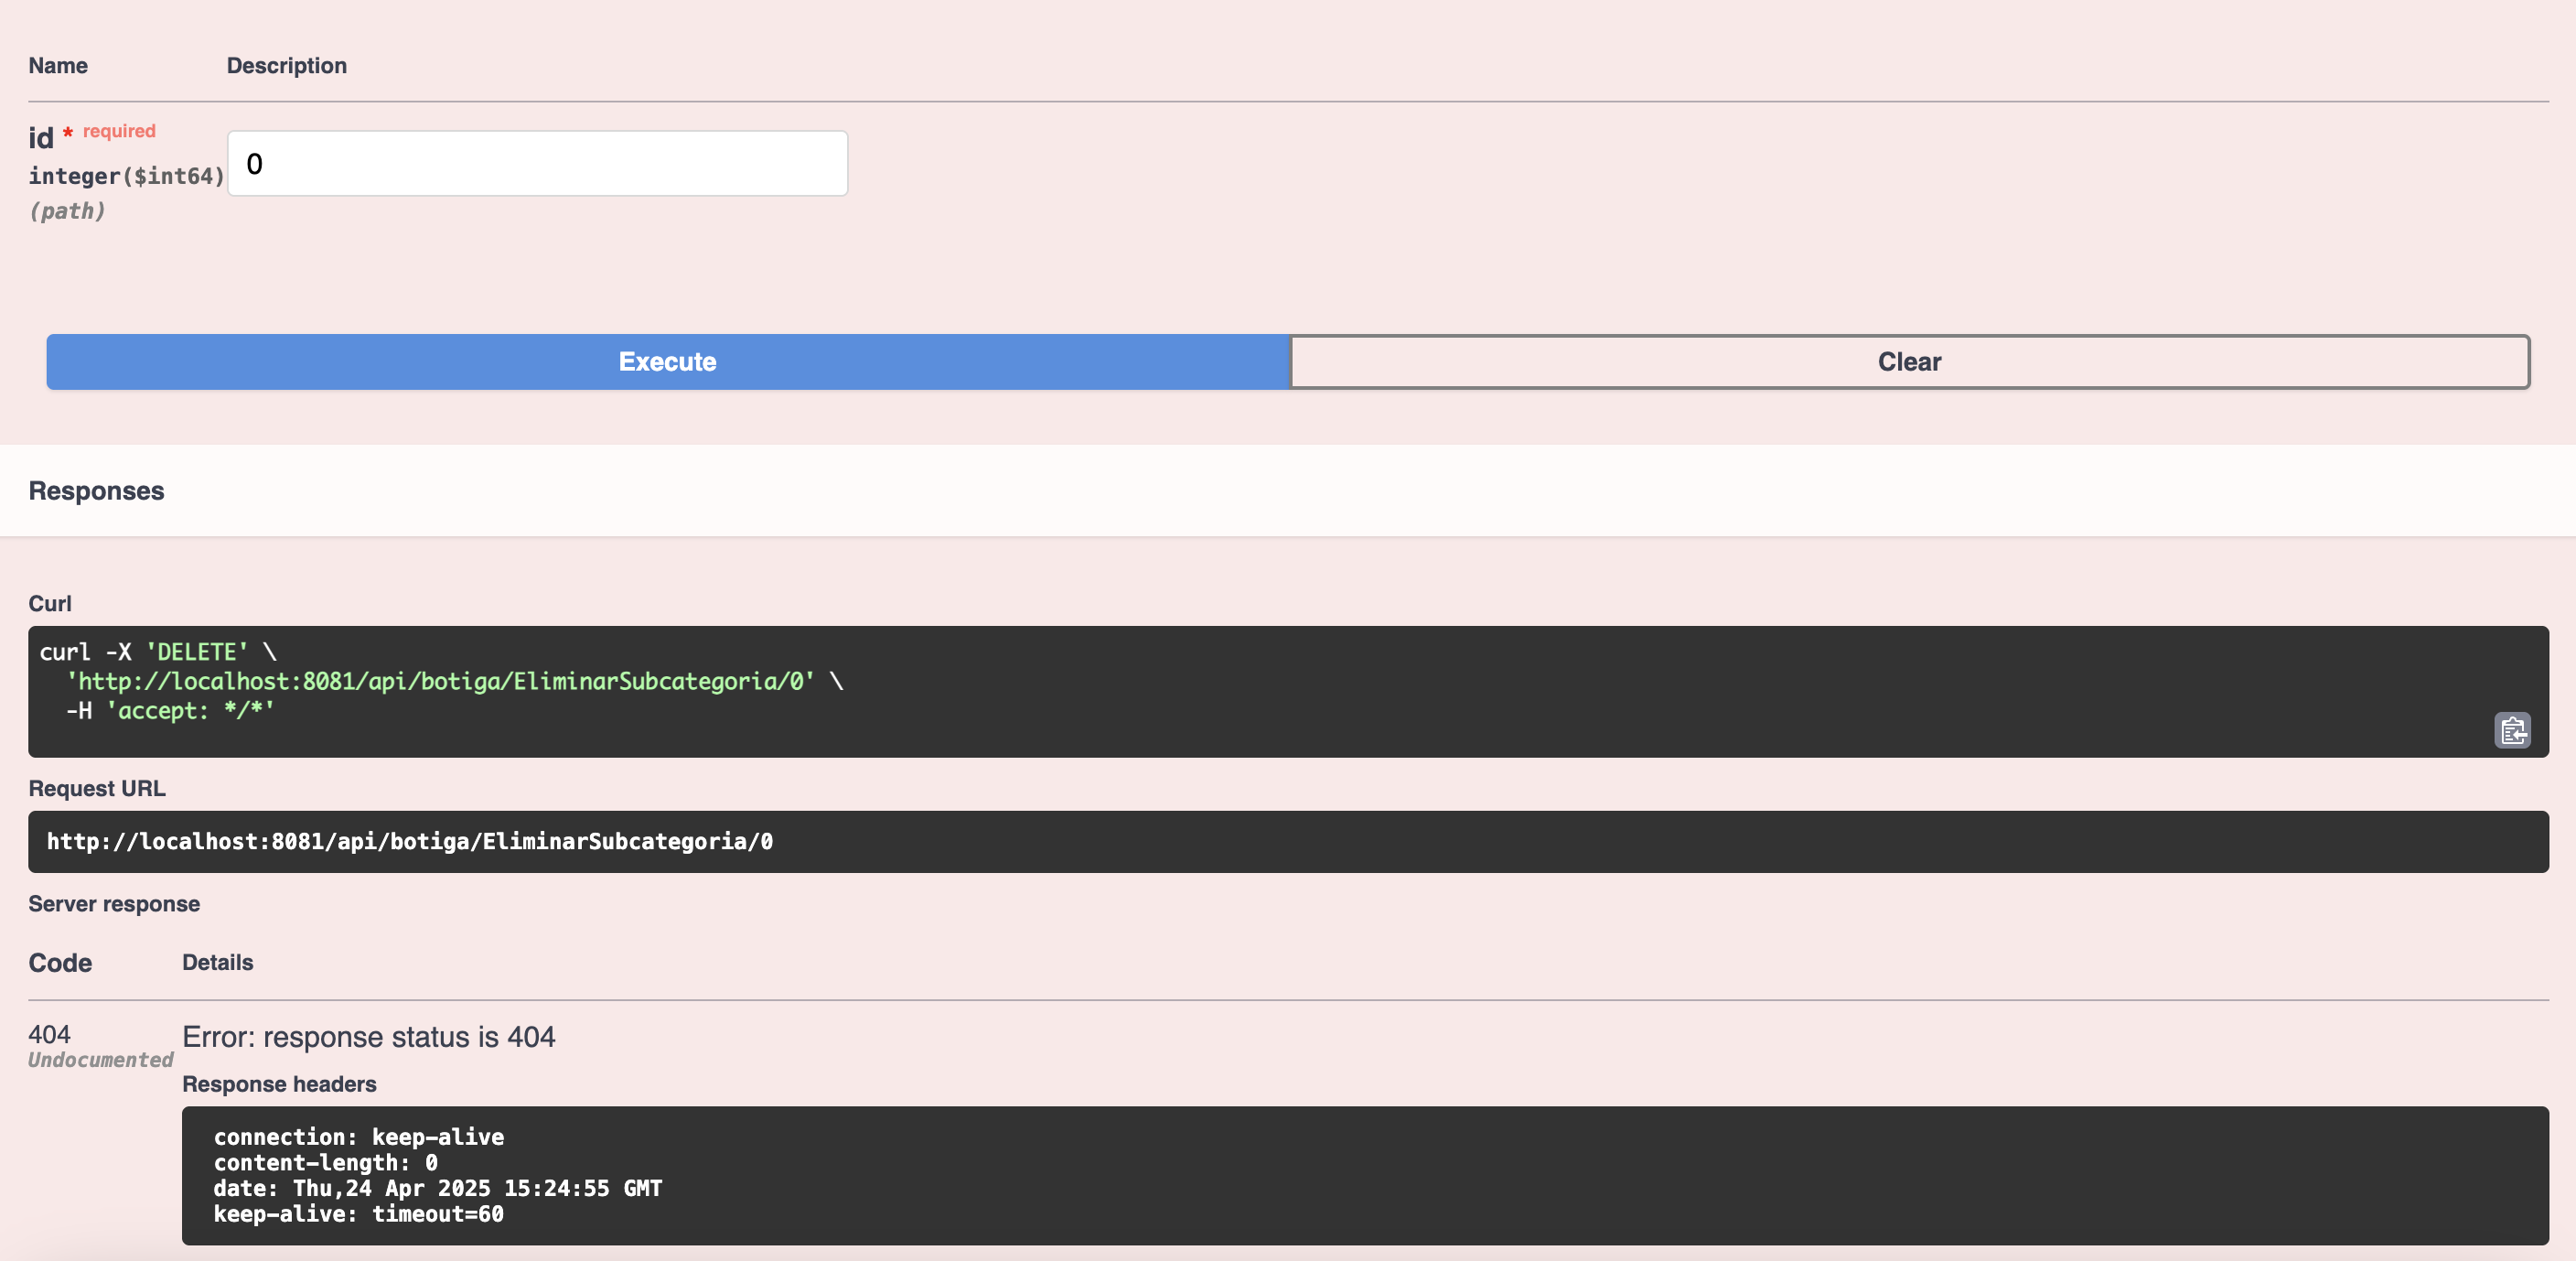 Name Description
id * required
0
integer($int64)
(path)
Execute Clear
Responses
Curl
curl -X 'DELETE' \
'http://localhost:8081/api/botiga/EliminarSubcategoria/0' \
-H 'accept: */*'
Request URL
http://localhost:8081/api/botiga/EliminarSubcategoria/0
Server response
Code Details
404 Error: response status is 404
Undocumented
Response headers
connection: keep-alive
content-length: 0
date: Thu,24 Apr 2025 15:24:55 GMT
keep-alive: timeout=60